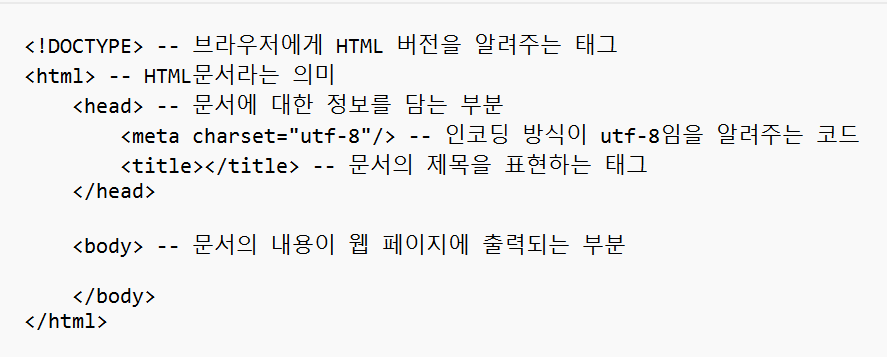 <!DOCTYPE> -- 브라우저에게 HTML 버전을 알려주는 태그
<html> -- HTML문서라는 의미
    <head> -- 문서에 대한 정보를 담는 부분
        <meta charset="utf-8"/> -- 인코딩 방식이 utf-8임을 알려주는 코드
        <title></title> -- 문서의 제목을 표현하는 태그
    </head>
    <body> -- 문서의 내용이 웹 페이지에 출력되는 부분
    </body>
</html>